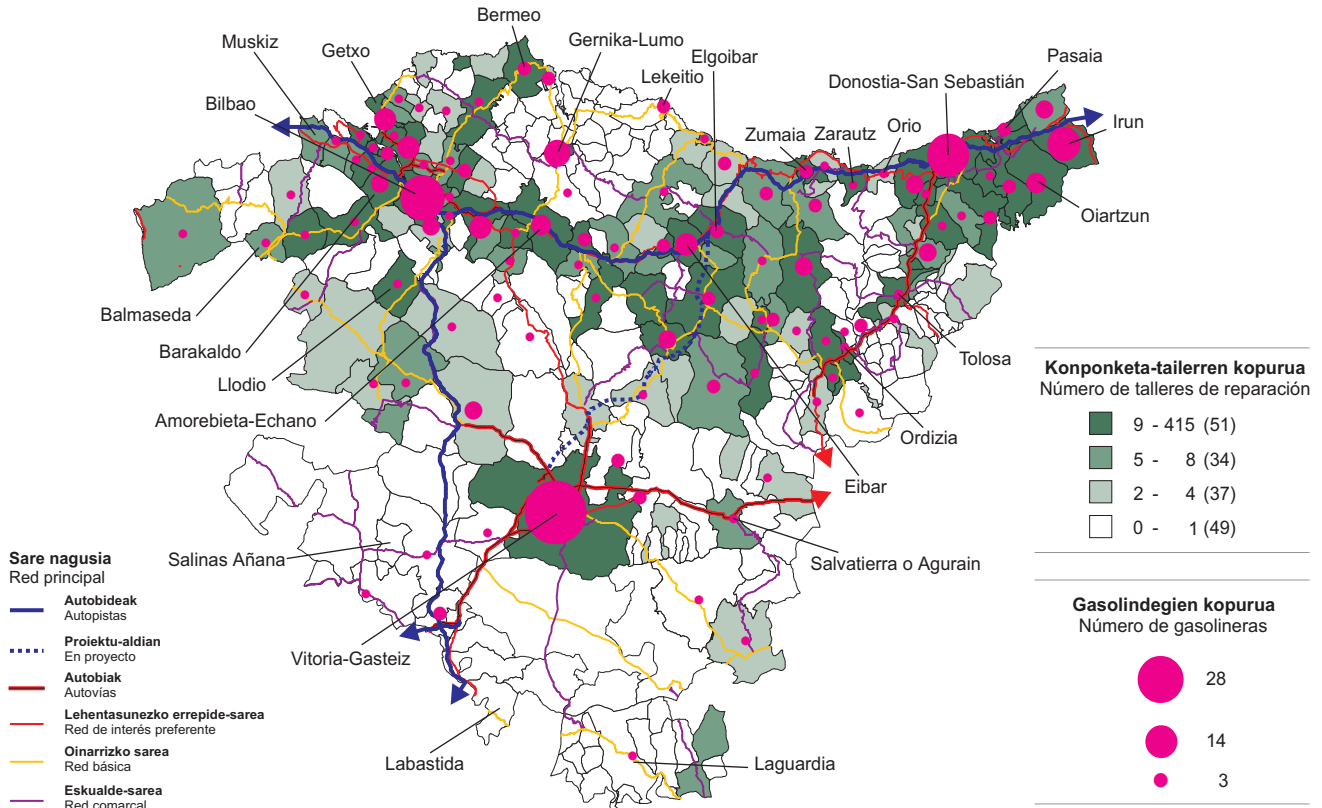 Bermeo
Muskiz
Getxo
Gernika-Lumo
Elgoibar
Lekeitio
Pasaia
Donostia-San Sebastián
Bilbao
Irun
Zumaia
Zarautz
Orio
Oiartzun
Balmaseda
Barakaldo
Llodio
Amorebieta-Echano
Tolosa
Ordizia
Eibar
Salinas Añana
Salvatierra o Agurain
Vitoria-Gasteiz
Labastida
Laguardia
Konponketa-tailerren kopurua
Número de talleres de reparación
9 - 415 (51)
5 - 8 (34)
2 - 4 (37)
0 - 1 (49)
Gasolindegien kopurua
Número de gasolineras
28
14
3
Sare nagusia
Red principal
Autobideak
Autopistas
Proiektu-aldian
En proyecto
Autobiak
Autovías
Lehentasunezko errepide-sarea
Red de interés preferente
Oinarrizko sarea
Red básica
Eskualde-sarea
Red comarcal